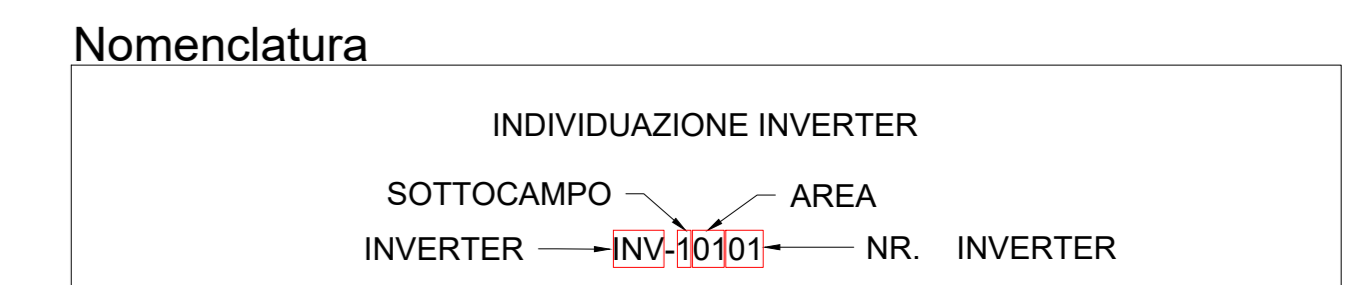 Nomenclatura
INDIVIDUAZIONE INVERTER
SOTTOCAMPO AREA
INVERTER INV-10101 NR. INVERTER